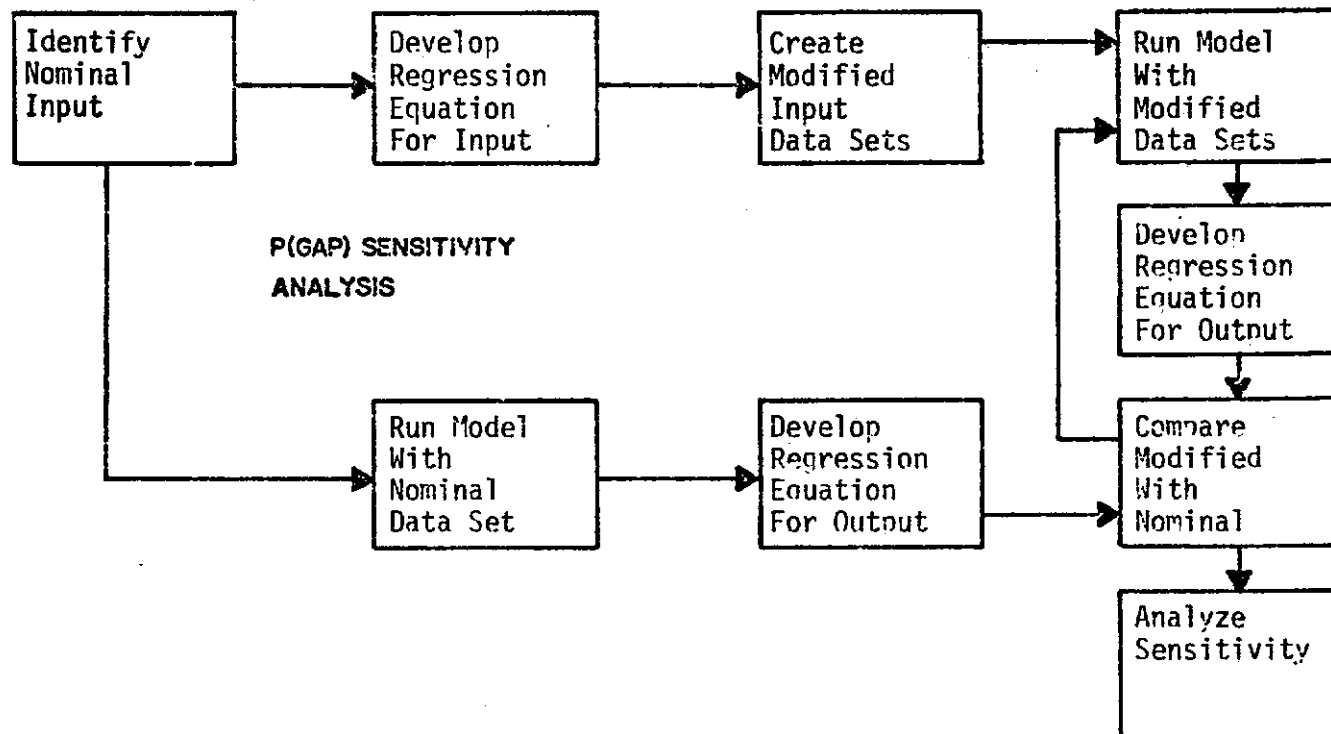 Identify
Nominal
Input
Develop
Regression
Equation
For Input
Create
Modified
Input
Data Sets
Run Model
With
Modified
Data Sets
P(GAP) SENSITIVITY
ANALYSIS
Develop
Regression
Equation
For Output
Run Model
With
Nominal
Data Set
Develop
Regression
Equation
For Output
Compare
Modified
With
Nominal
Analyze
Sensitivity